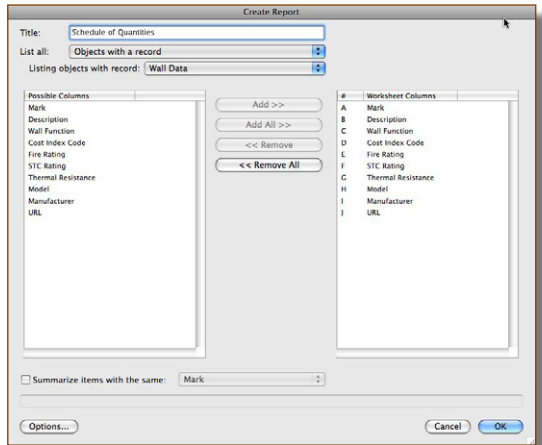 Create Report
Title: Schedule of Quantities
List all: Objects with a record
Listing objects with record: Wall Data
Possible Columns
Mark
Description
Wall Function
Cost Index Code
Fire Rating
STC Rating
Thermal Resistance
Model
Manufacturer
URL
Add >>
Add All >>
<< Remove
<< Remove All
# Worksheet Columns
A Mark
B Description
C Wall Function
D Cost Index Code
E Fire Rating
F STC Rating
G Thermal Resistance
H Model
I Manufacturer
J URL
Summarize items with the same: Mark
Options... Cancel OK